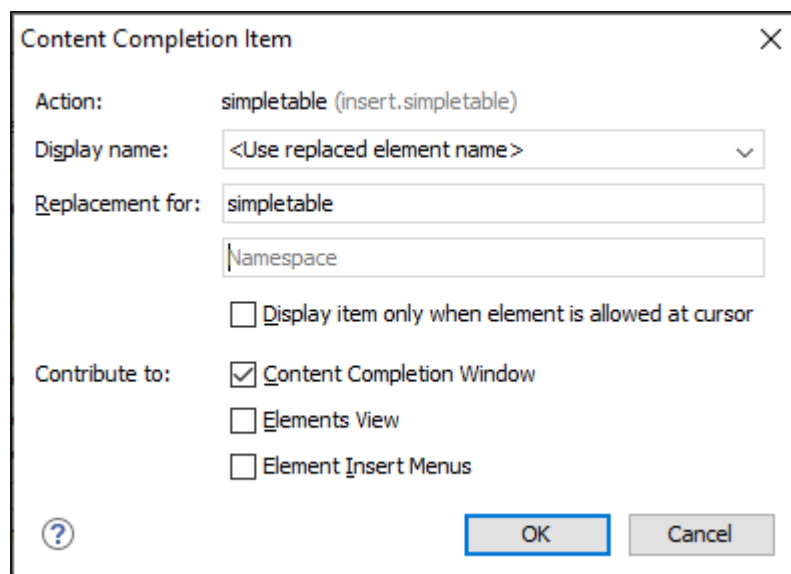 Content Completion Item
Action: simpletable (insert.simpletable)
Display name: <Use replaced element name>
Replacement for: simpletable
Namespace
Display item only when element is allowed at cursor
Contribute to: Content Completion Window
Elements View
Element Insert Menus
? OK Cancel